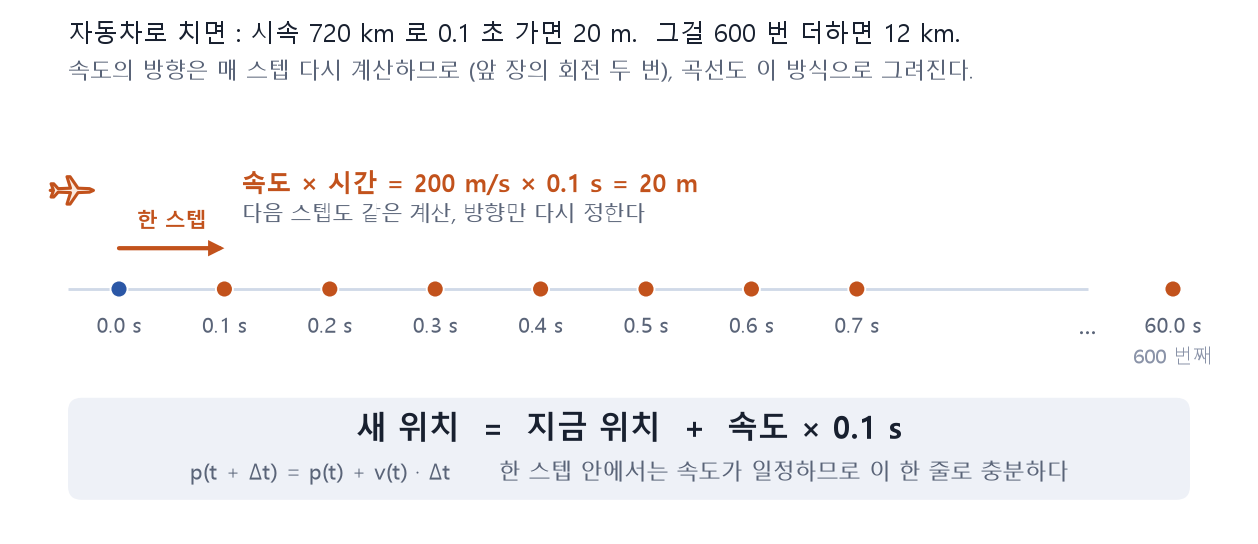 자동차로 치면 : 시속 720 km 로 0.1 초 가면 20 m.  그걸 600 번 더하면 12 km.
속도의 방향은 매 스텝 다시 계산하므로 (앞 장의 회전 두 번), 곡선도 이 방식으로 그려진다.
속도 × 시간 = 200 m/s × 0.1 s = 20 m
한 스텝
다음 스텝도 같은 계산, 방향만 다시 정한다
0.0 s 0.1 s 0.2 s 0.3 s 0.4 s 0.5 s 0.6 s 0.7 s ... 60.0 s
600 번째
새 위치 = 지금 위치 + 속도 × 0.1 s
p(t + Δt) = p(t) + v(t) · Δt 한 스텝 안에서는 속도가 일정하므로 이 한 줄로 충분하다